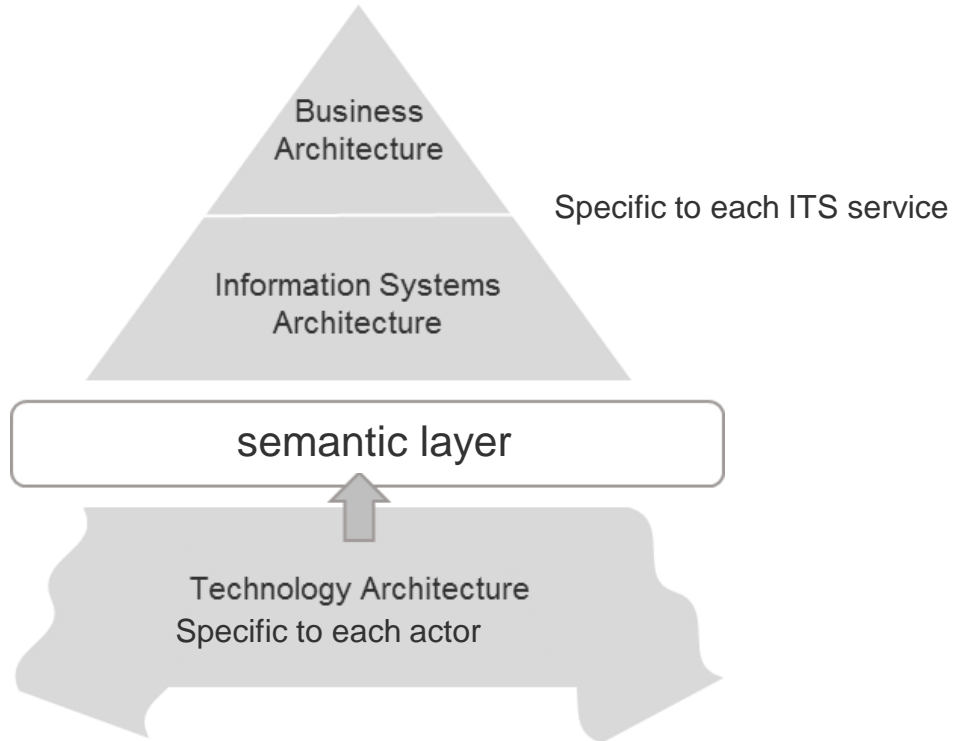 Business
Architecture
Specific to each ITS service
Information Systems
Architecture
semantic layer
Technology Architecture
Specific to each actor